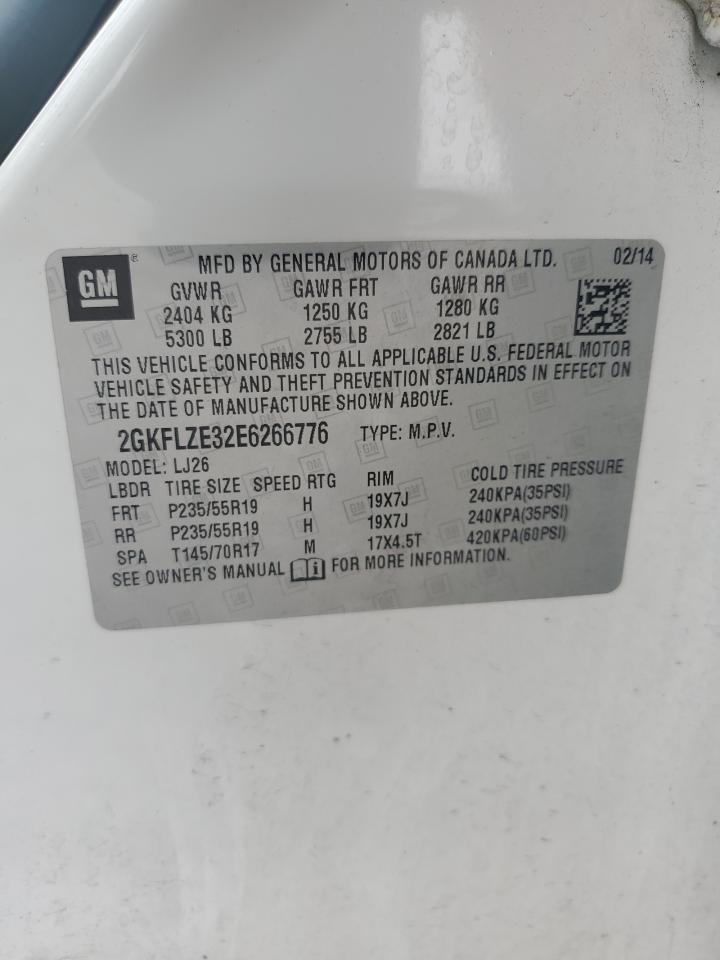 GM ® MFD BY GENERAL MOTORS OF CANADA LTD. 02/14
GVWR GAWR FRT GAWR RR
2404 KG 1250 KG 1280 KG
5300 LB 2755 LB 2821 LB
THIS VEHICLE CONFORMS TO ALL APPLICABLE U.S. FEDERAL MOTOR
VEHICLE SAFETY AND THEFT PREVENTION STANDARDS IN EFFECT ON
THE DATE OF MANUFACTURE SHOWN ABOVE.
2GKFLZE32E6266776 TYPE: M.P.V.
MODEL: LJ26
LBDR TIRE SIZE SPEED RTG RIM COLD TIRE PRESSURE
FRT P235/55R19 H 19X7J 240KPA(35PSI)
RR P235/55R19 H 19X7J 240KPA(35PSI)
SPA T145/70R17 M 17X4.5T 420KPA(60PSI)
SEE OWNER'S MANUAL i FOR MORE INFORMATION.